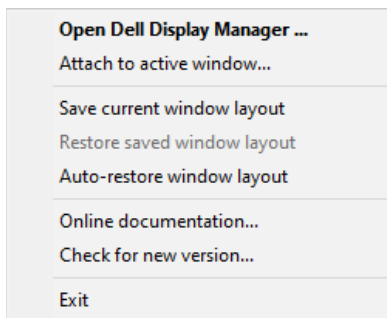 Open Dell Display Manager ...
Attach to active window...
Save current window layout
Restore saved window layout
Auto-restore window layout
Online documentation...
Check for new version...
Exit